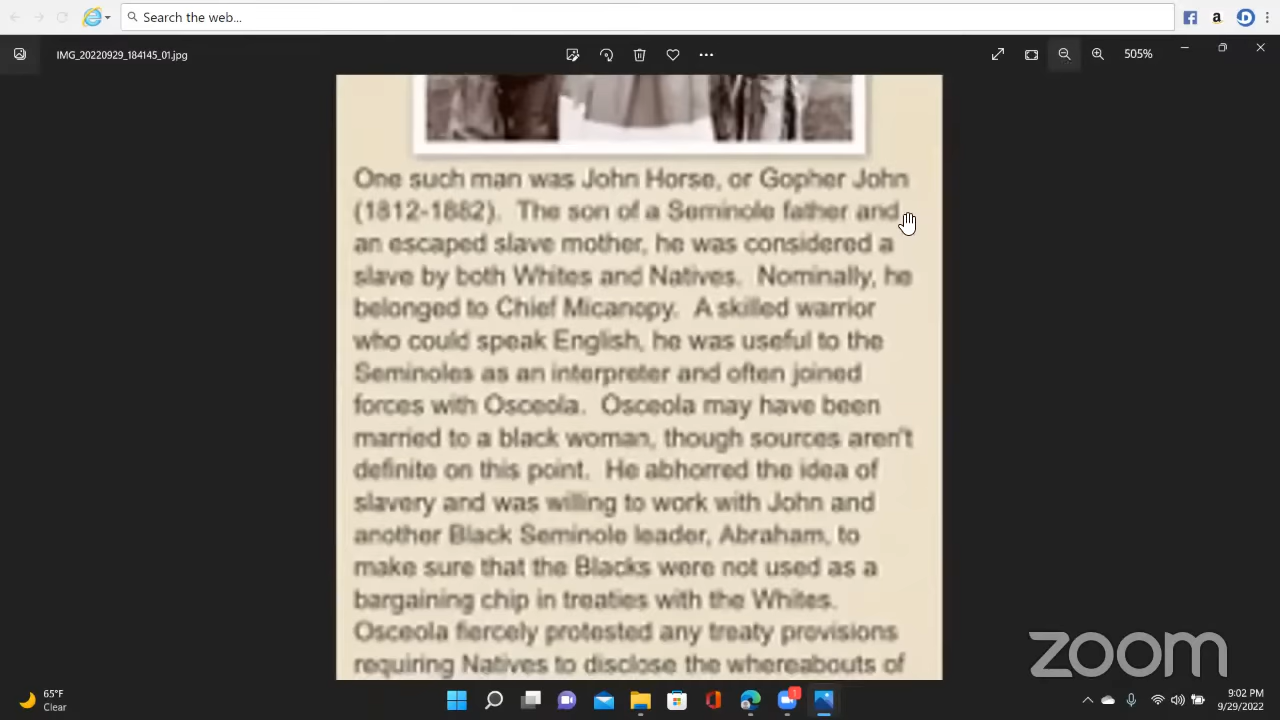 Search the web...
IMG_20220929_184145_01.jpg
505%
One such man was John Horse, or Gopher John
(1812-1882). The son of a Seminole father and
an escaped slave mother, he was considered a
slave by both Whites and Natives. Nominally, he
belonged to Chief Micanopy. A skilled warrior
who could speak English, he was useful to the
Seminoles as an interpreter and often joined
forces with Osceola. Osceola may have been
married to a black woman, though sources aren't
definite on this point. He abhorred the idea of
slavery and was willing to work with John and
another Black Seminole leader, Abraham, to
make sure that the Blacks were not used as a
bargaining chip in treaties with the Whites.
Osceola fiercely protested any treaty provisions
requiring Natives to disclose the whereabouts of
zoom
65°F
Clear
1
9:02 PM
9/29/2022